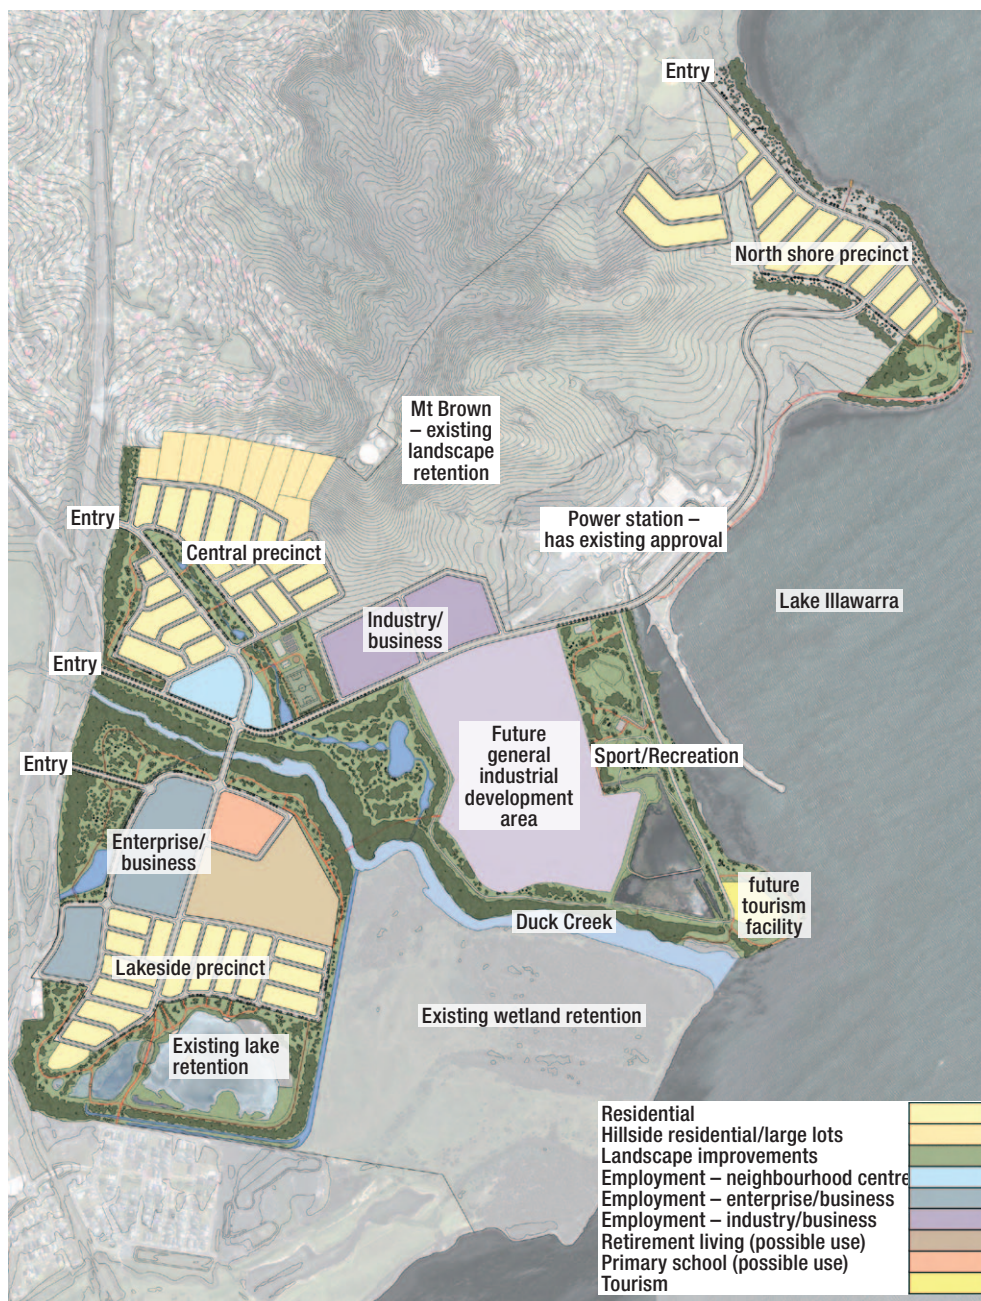 Entry
North shore precinct
Mt Brown
– existing
landscape
retention
Entry
Power station –
has existing approval
Central precinct
Lake Illawarra
Industry/
business
Entry
Future
general
industrial
development
area
Sport/Recreation
Entry
Enterprise/
business
future
tourism
facility
Duck Creek
Lakeside precinct
Existing wetland retention
Existing lake
retention
Residential
Hillside residential/large lots
Landscape improvements
Employment – neighbourhood centre
Employment – enterprise/business
Employment – industry/business
Retirement living (possible use)
Primary school (possible use)
Tourism